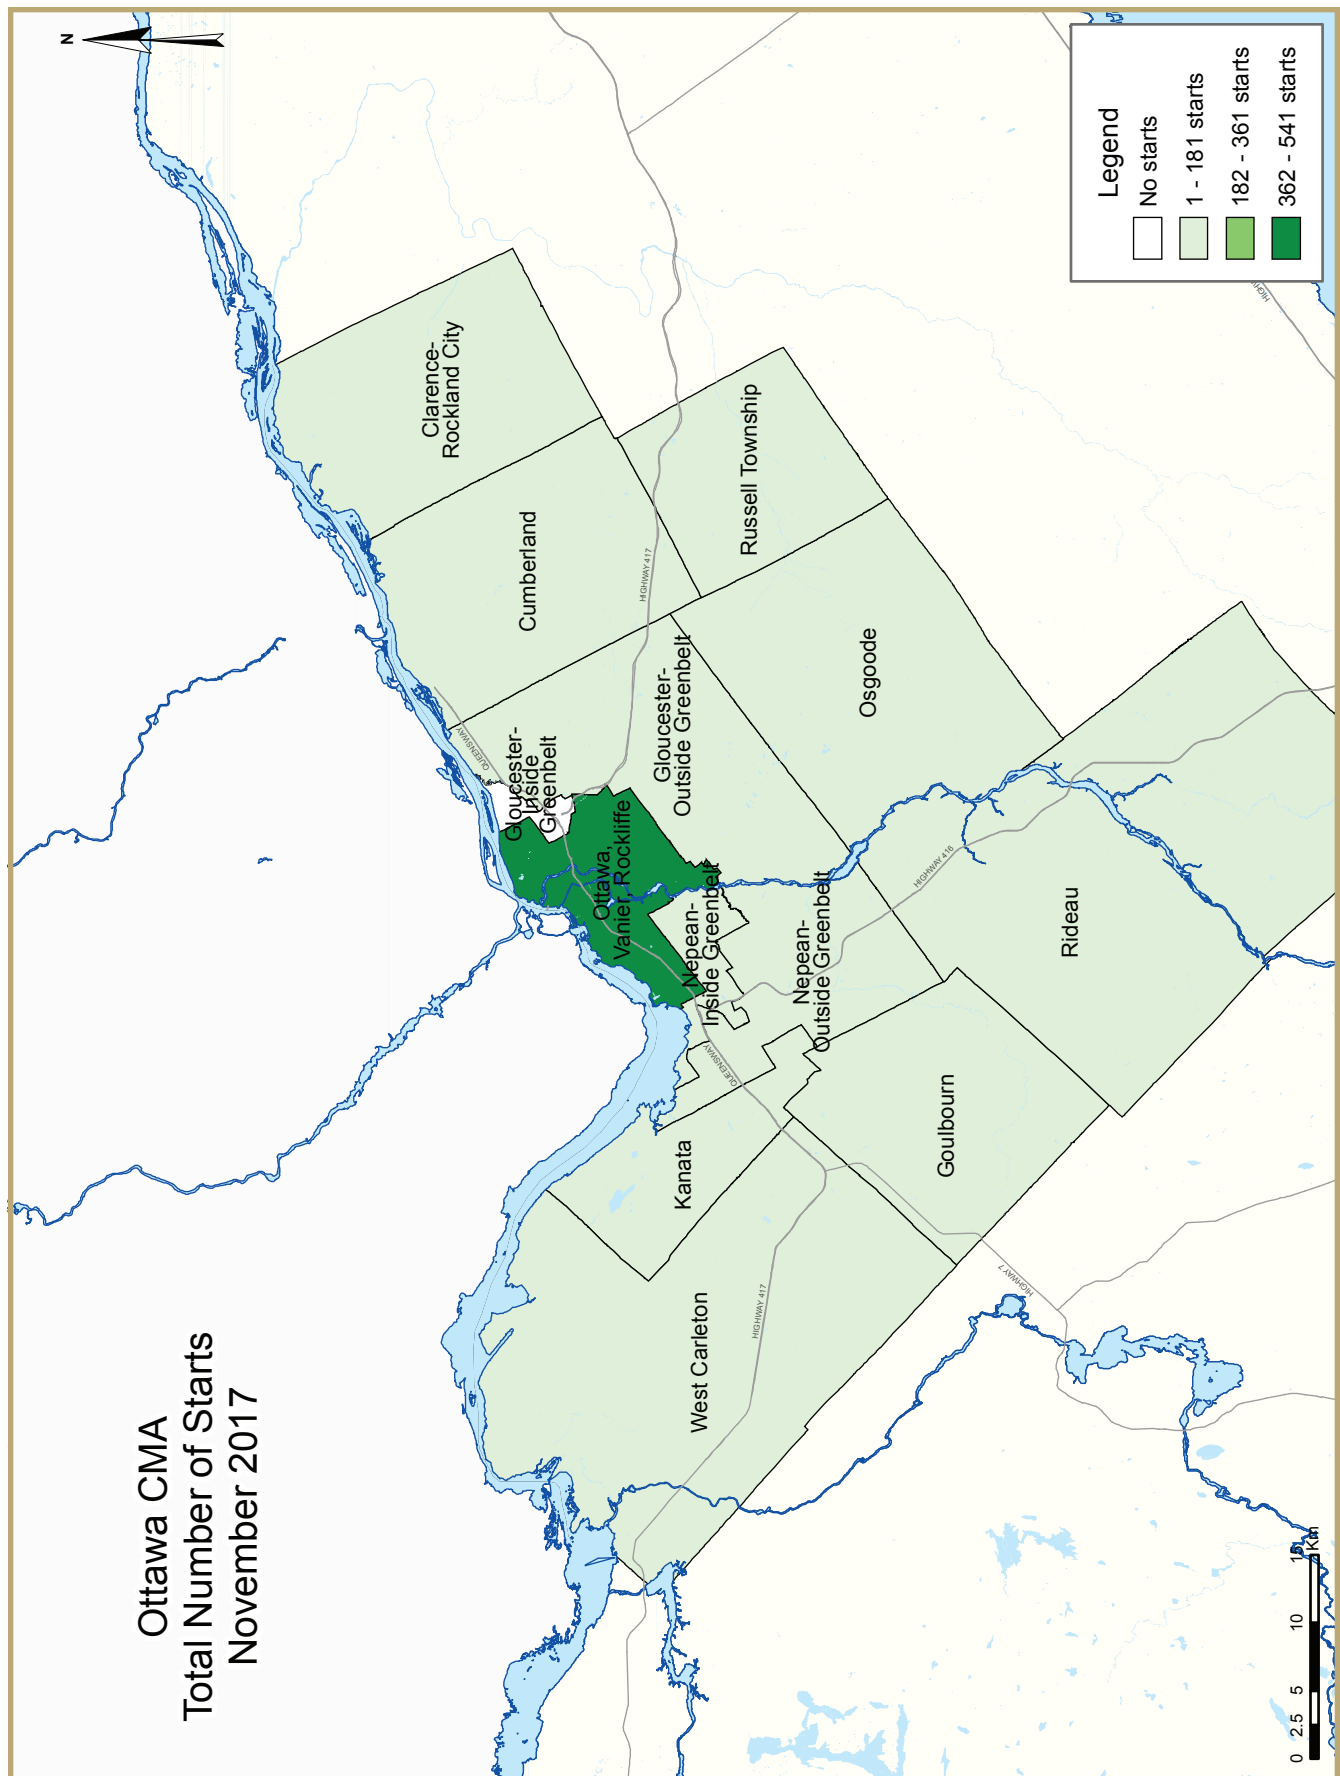 Ottawa CMA
Total Number of Starts
November 2017
N
Legend
No starts
1 - 181 starts
182 - 361 starts
362 - 541 starts
Clarence-
Rockland City
Cumberland
Russell Township
HIGHWAY 417
QUEENSWAY
Gloucester-
Inside
Greenbelt
Gloucester-
Outside Greenbelt
Osgoode
Ottawa,
Vanier, Rockliffe
Nepean-
Inside Greenbelt
Nepean-
Outside Greenbelt
HIGHWAY 416
Rideau
QUEENSWAY
Kanata
Goulbourn
West Carleton
HIGHWAY 417
HIGHWAY 7
0 2.5 5 10 15
Km